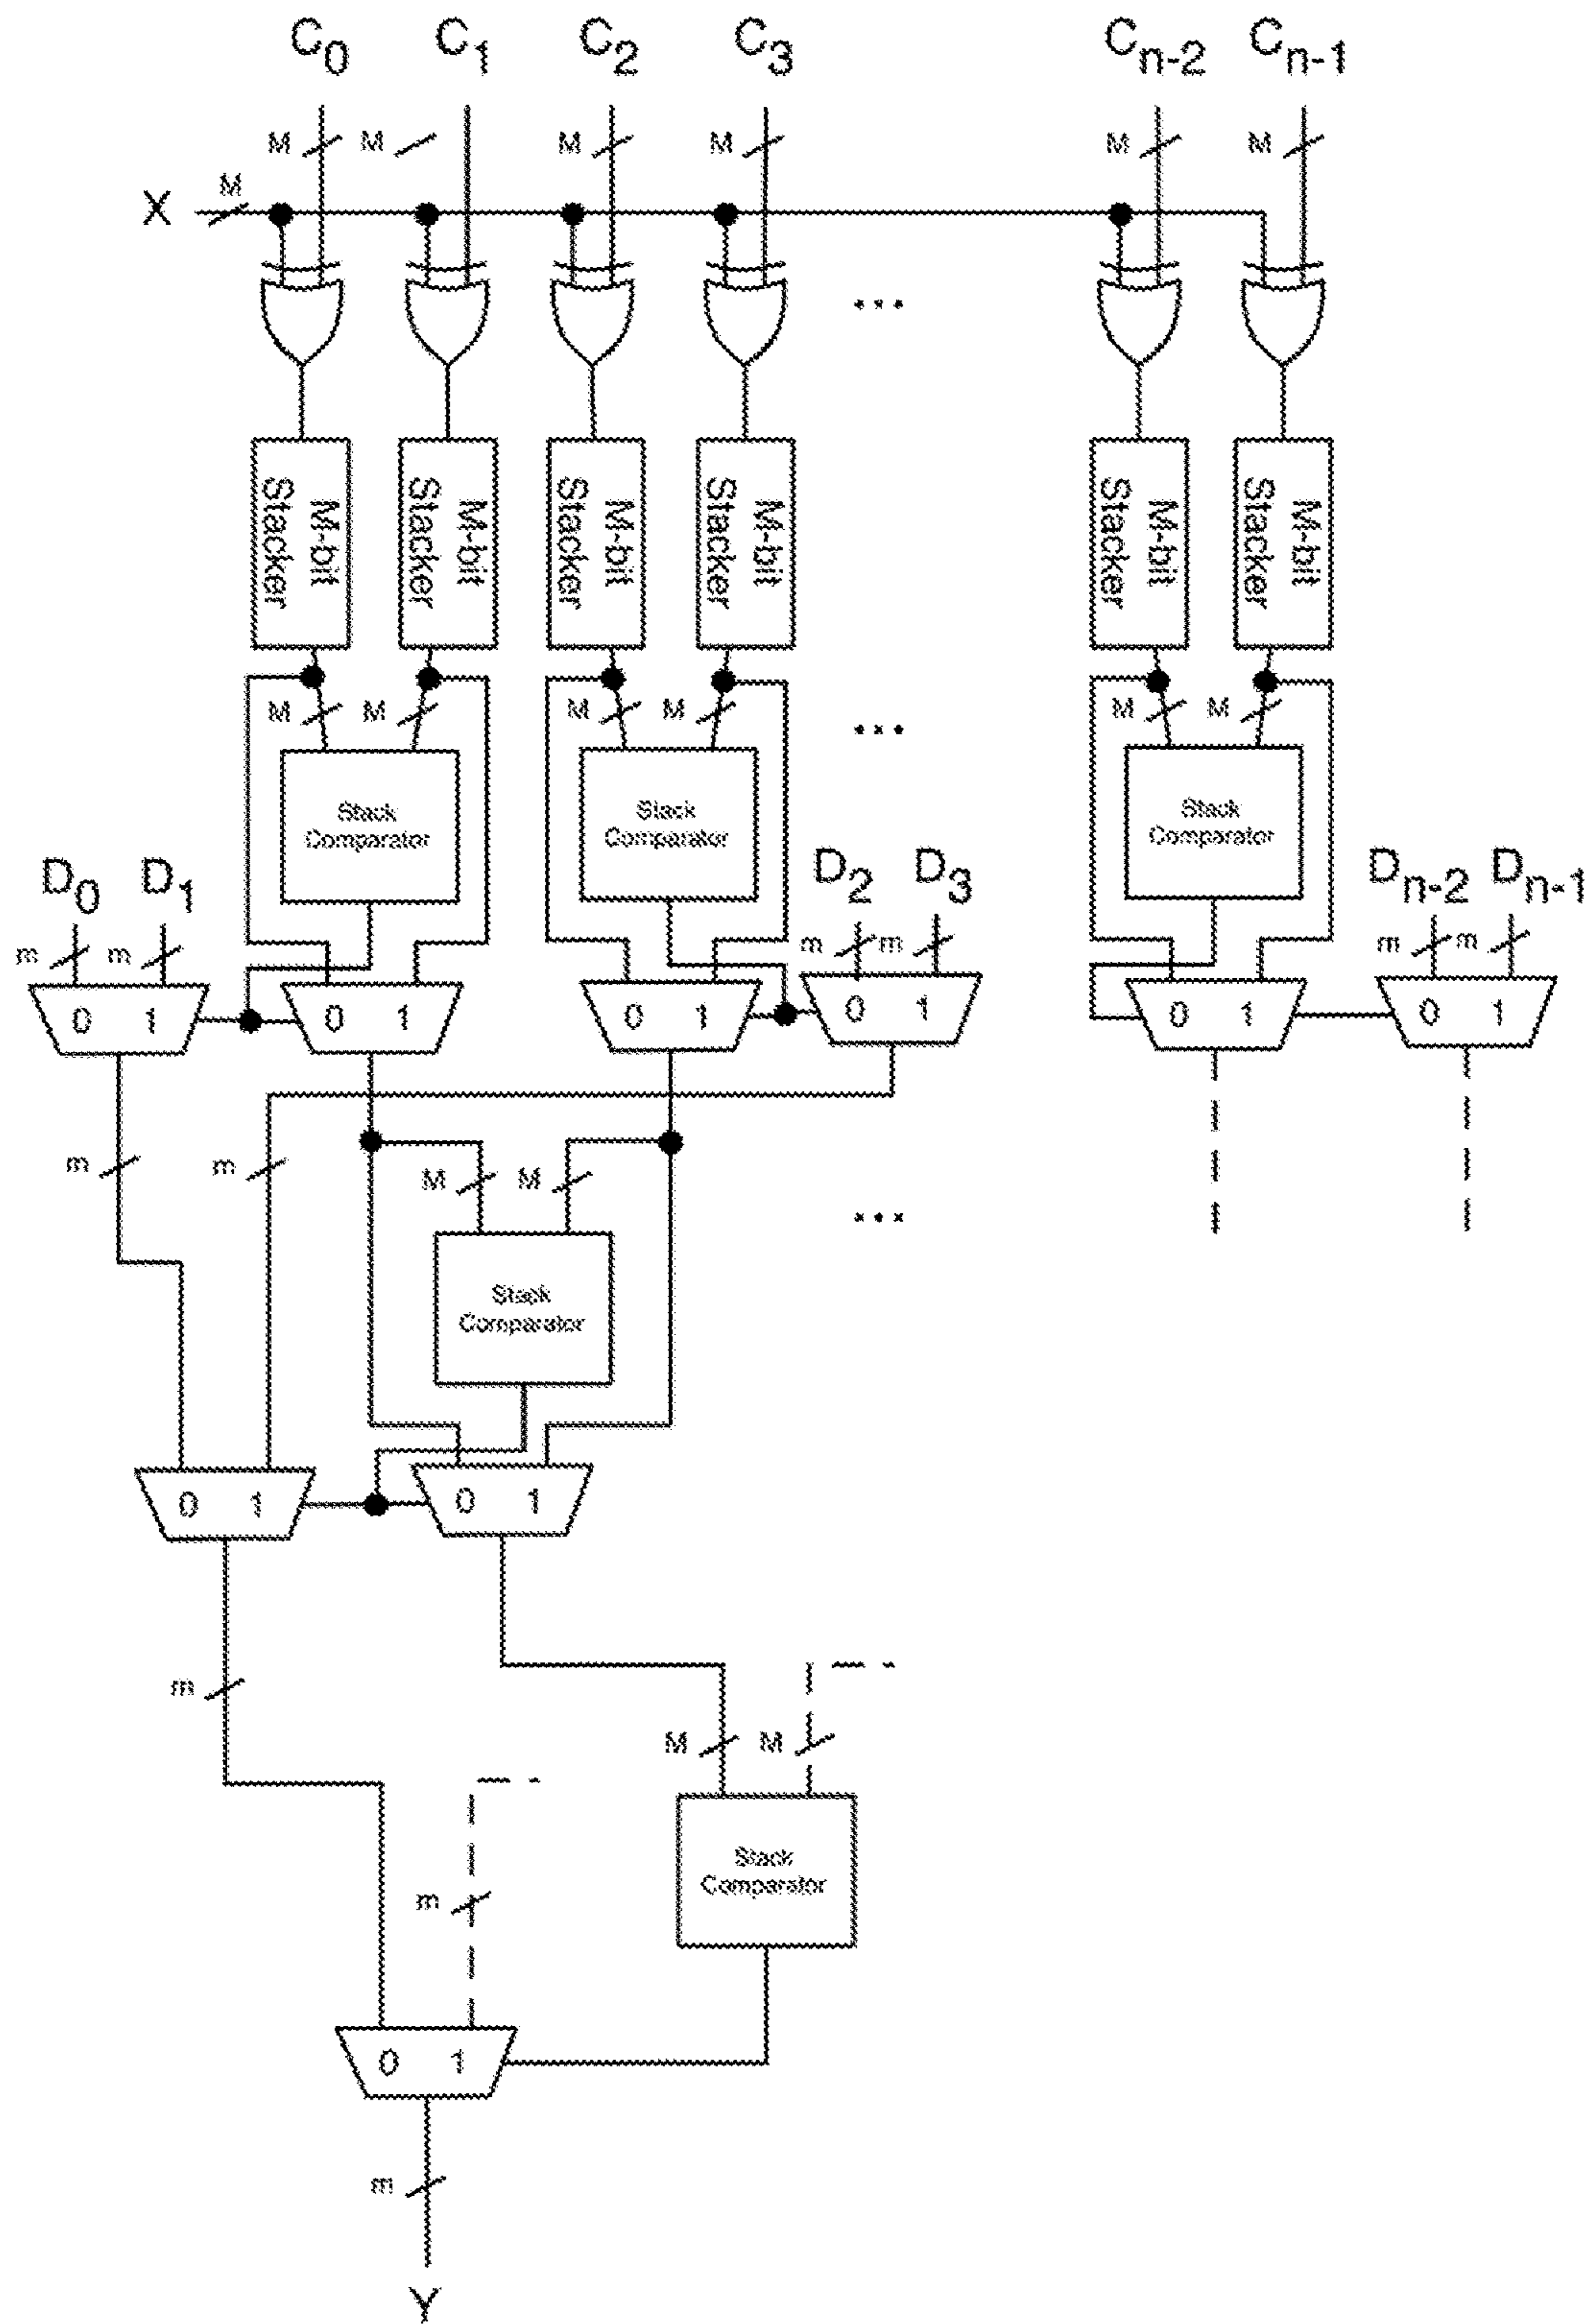 C0 C1 C2 C3 Cn-2 Cn-1
M M M M M M
X M
...
M-bit Stacker M-bit Stacker M-bit Stacker M-bit Stacker M-bit Stacker M-bit Stacker
M M M M M M
...
Stack Comparator Stack Comparator Stack Comparator
D0 D1 D2 D3 Dn-2 Dn-1
m m m m m m
0 1 0 1 0 1 0 1 0 1 0 1
m m M M
...
Stack
Comparator
0 1 0 1
m
M M
Stack
Comparator
m
0 1
m
Y